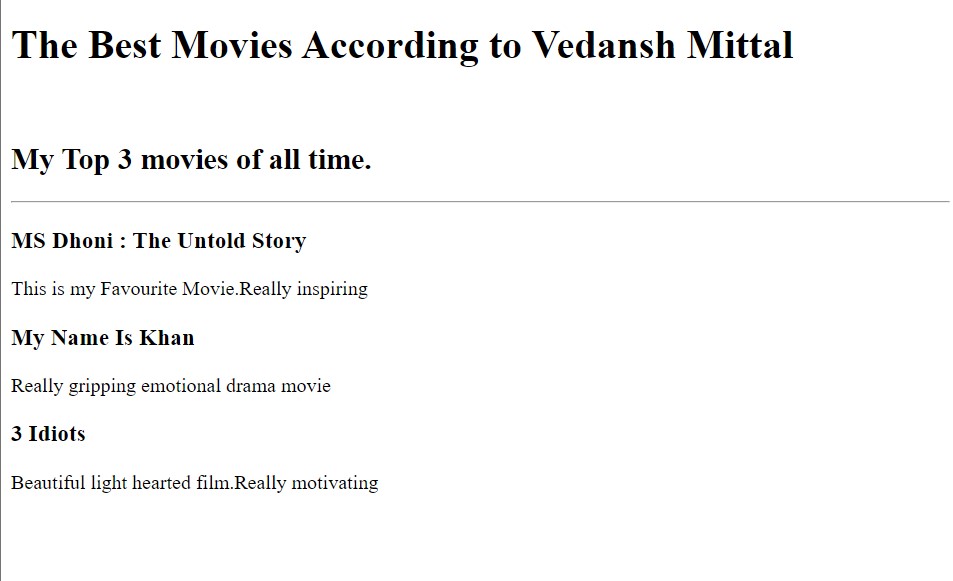 The Best Movies According to Vedansh Mittal
My Top 3 movies of all time.
MS Dhoni : The Untold Story
This is my Favourite Movie.Really inspiring
My Name Is Khan
Really gripping emotional drama movie
3 Idiots
Beautiful light hearted film.Really motivating